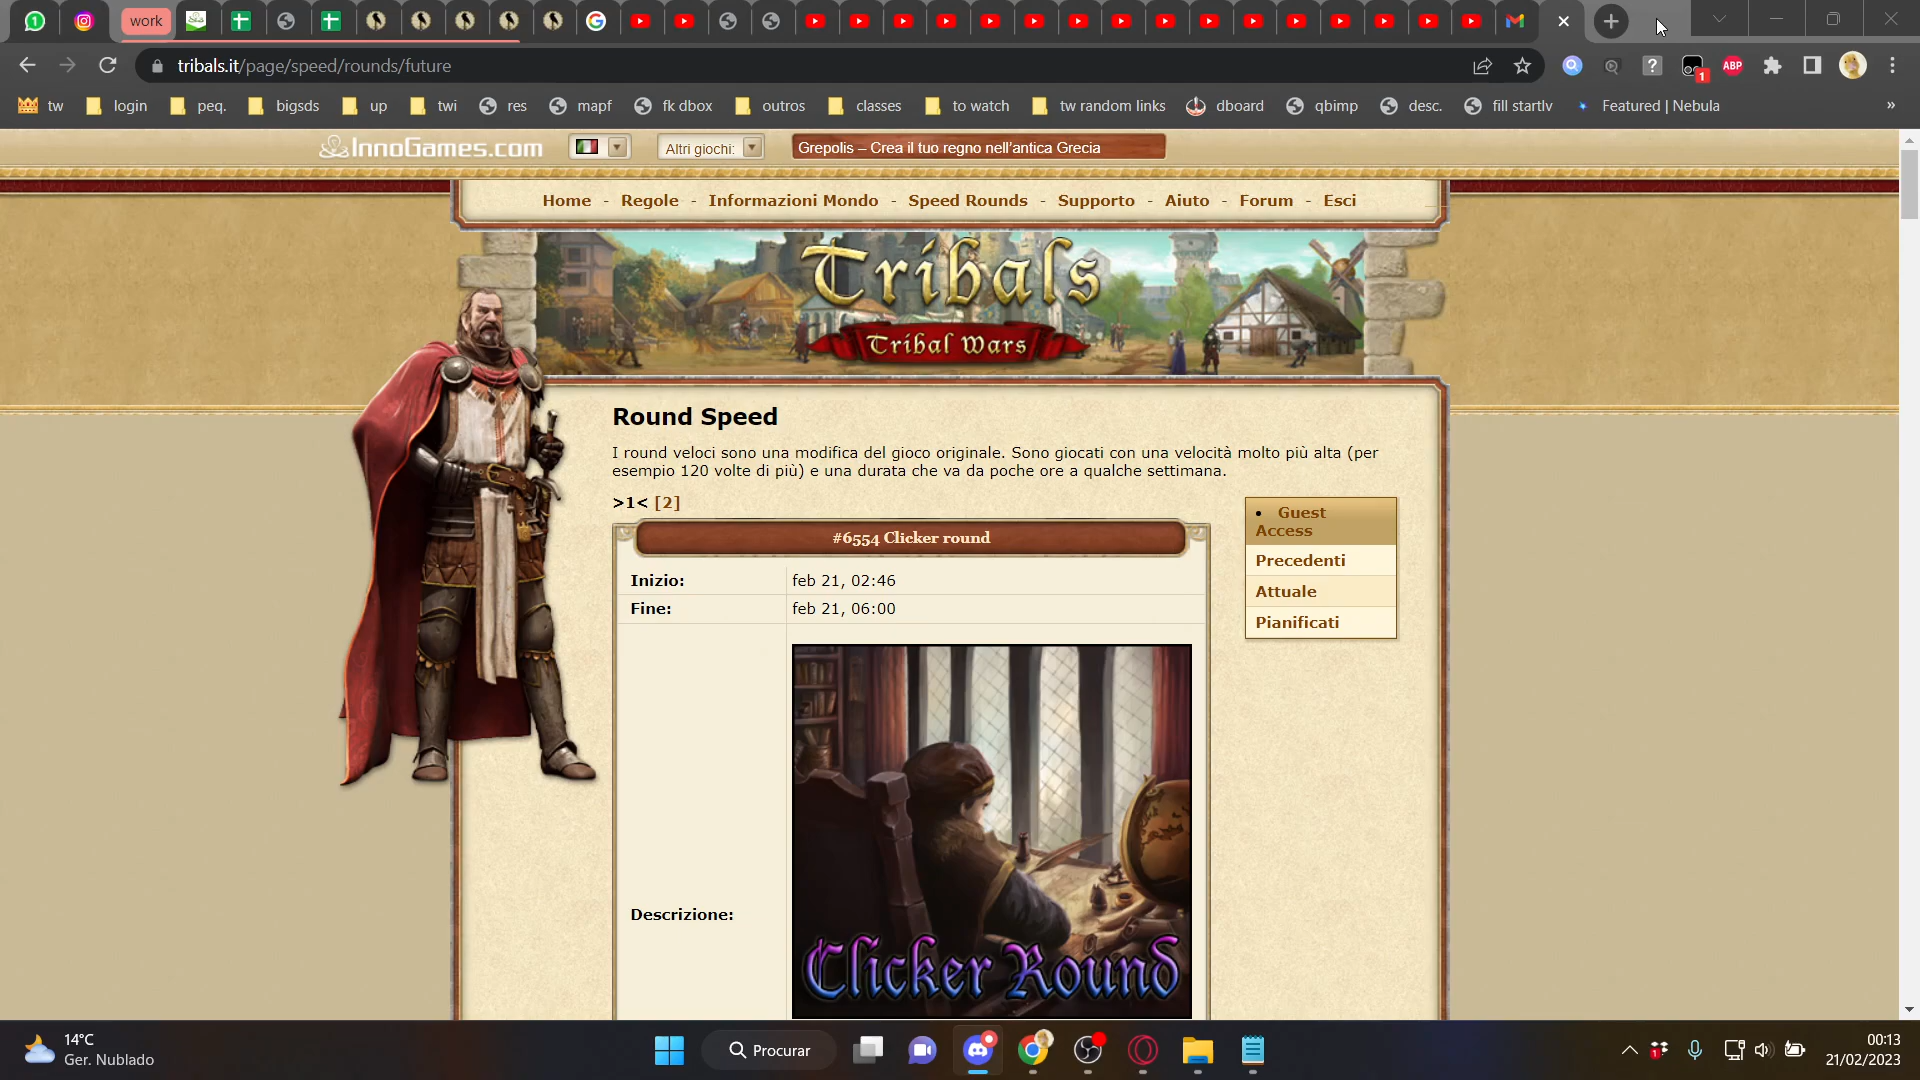 work
tribals.it/page/speed/rounds/future
1
ABP
tw
login
peq.
bigsds
up
twi
res
mapf
fk dbox
outros
classes
to watch
tw random links
dboard
qbimp
desc.
fill startlv
Featured | Nebula
»
InnoGames.com
Altri giochi:
Grepolis – Crea il tuo regno nell'antica Grecia
Home - Regole - Informazioni Mondo - Speed Rounds - Supporto - Aiuto - Forum - Esci
Tribals
Tribal Wars
Round Speed
I round veloci sono una modifica del gioco originale. Sono giocati con una velocità molto più alta (per
esempio 120 volte di più) e una durata che va da poche ore a qualche settimana.
>1< [2]
Guest
Access
Precedenti
Attuale
Pianificati
#6554 Clicker round
Inizio: feb 21, 02:46
Fine: feb 21, 06:00
Descrizione:
Clicker Round
14°C
Ger. Nublado
Procurar
1
00:13
21/02/2023